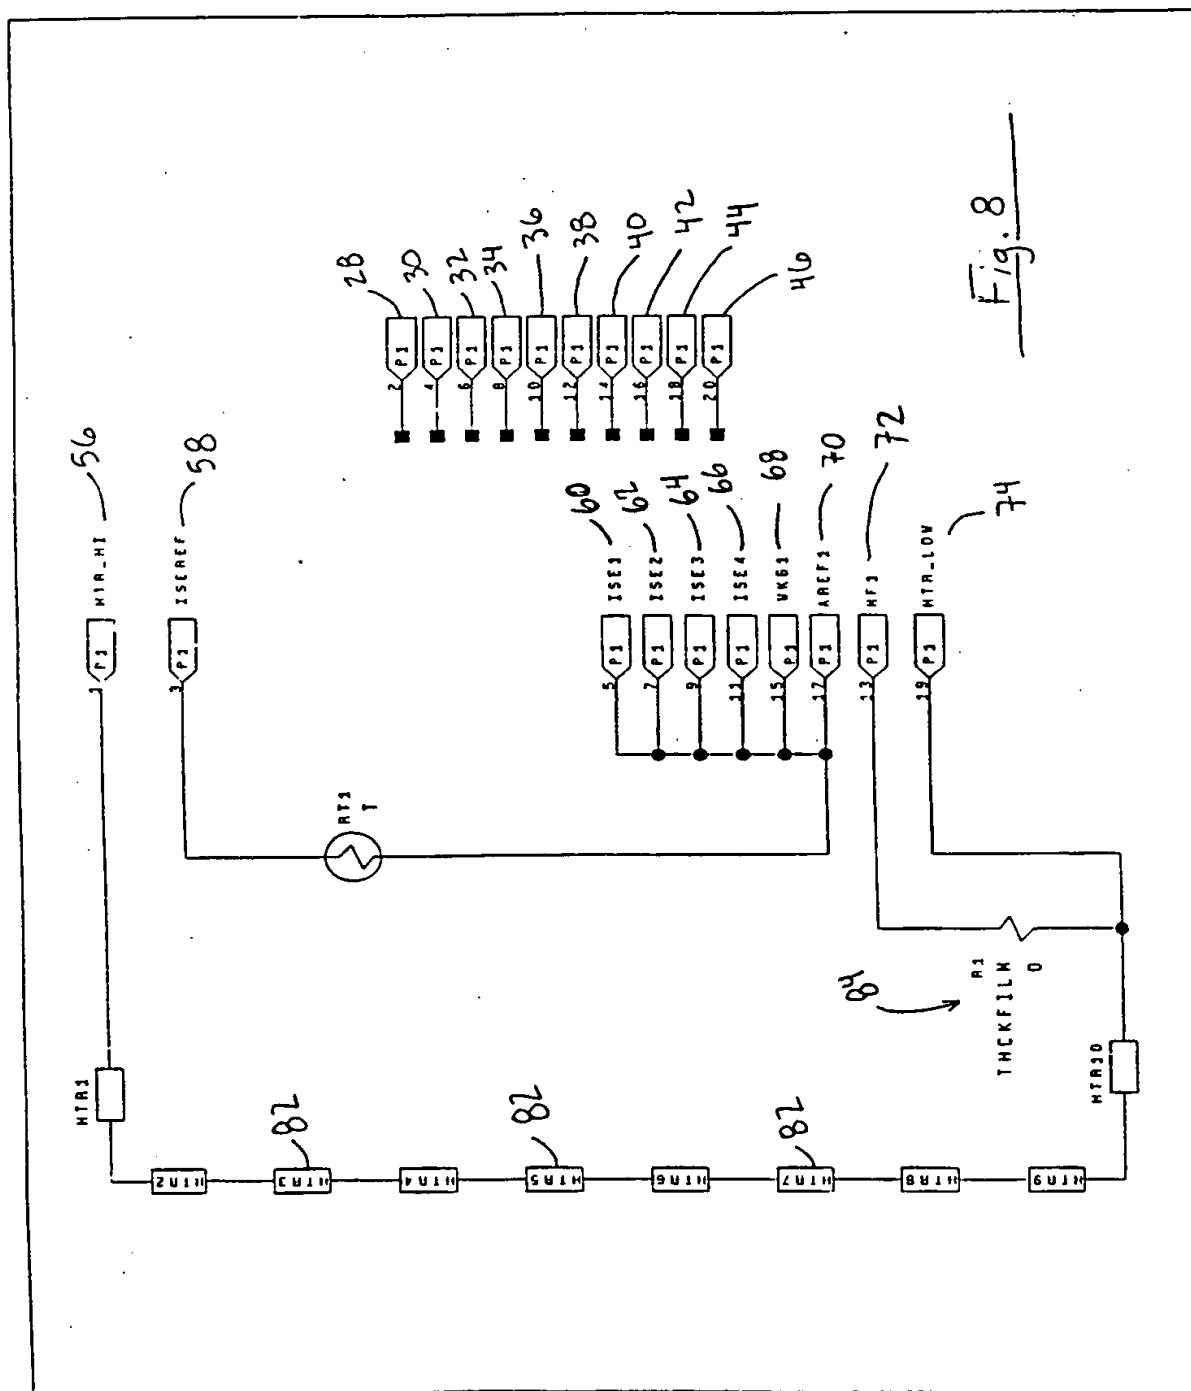 HTR_HI
56
P1
1
ISEREF
58
P1
3
28
30
32
34
36
38
40
42
44
46
P1
P1
P1
P1
P1
P1
P1
P1
P1
P1
2
4
6
8
10
12
14
16
18
20
60
62
64
66
68
70
72
74
ISE1
ISE2
ISE3
ISE4
WKG1
AREF1
HF1
HTR_LOW
P1
P1
P1
P1
P1
P1
P1
P1
5
7
9
11
15
17
13
19
RT1
T
84
R1
THCKFILM
0
HTR1
HTR2
HTR3
HTR4
HTR5
HTR6
HTR7
HTR8
HTR9
HTR10
82
82
82
Fig. 8